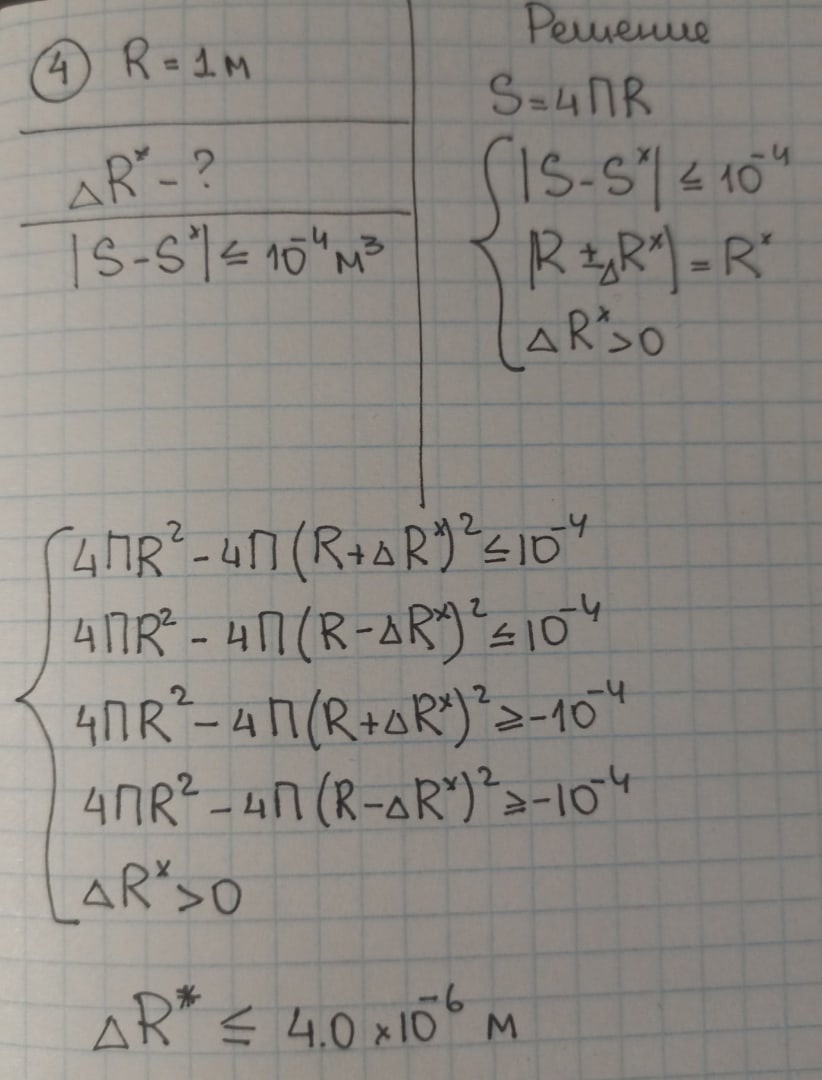 ④ R = 1 м
ΔR* - ?
|S - S*| ≤ 10⁻⁴ м³
Решение
S = 4ПR
|S - S*| ≤ 10⁻⁴
|R ± ΔR*| = R*
ΔR* > 0
4ПR² - 4П(R + ΔR*)² ≤ 10⁻⁴
4ПR² - 4П(R - ΔR*)² ≤ 10⁻⁴
4ПR² - 4П(R + ΔR*)² ≥ -10⁻⁴
4ПR² - 4П(R - ΔR*)² ≥ -10⁻⁴
ΔR* > 0
ΔR* ≤ 4.0 × 10⁻⁶ м